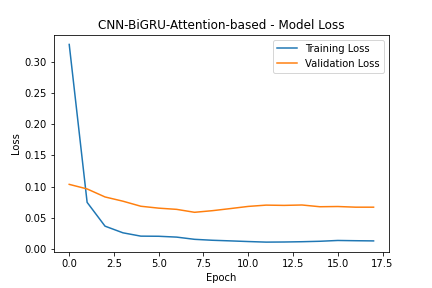 CNN-BiGRU-Attention-based - Model Loss
Training Loss
Validation Loss
Loss
0.30
0.25
0.20
0.15
0.10
0.05
0.00
0.0 2.5 5.0 7.5 10.0 12.5 15.0 17.5
Epoch